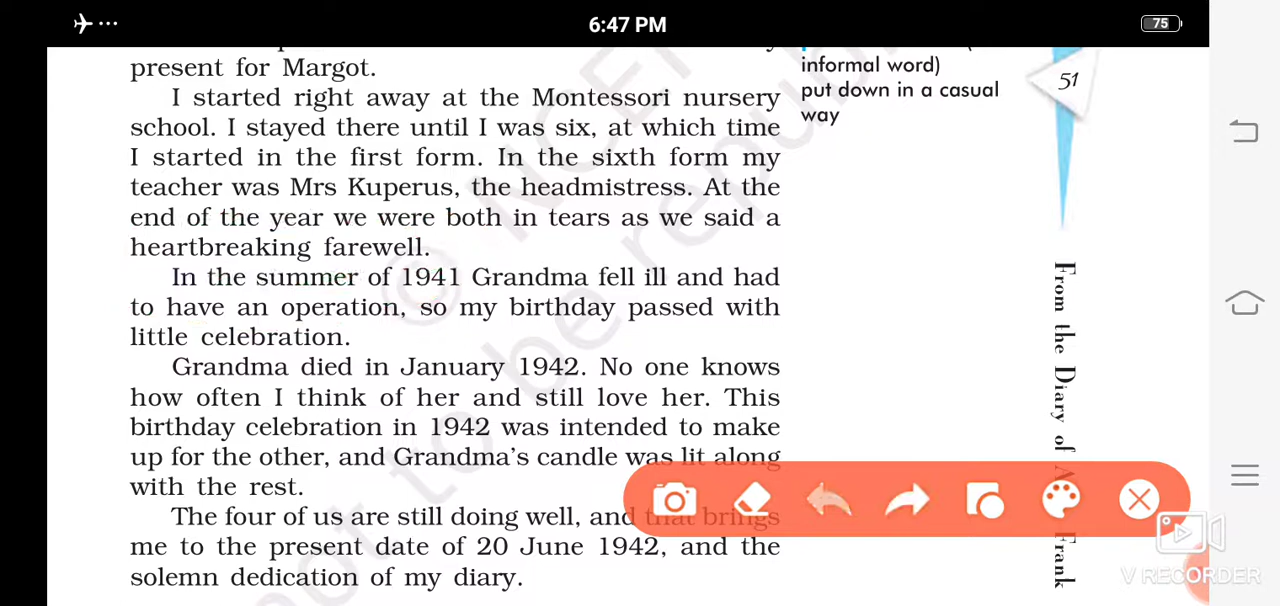 6:47 PM
75
present for Margot.
I started right away at the Montessori nursery
school. I stayed there until I was six, at which time
I started in the first form. In the sixth form my
teacher was Mrs Kuperus, the headmistress. At the
end of the year we were both in tears as we said a
heartbreaking farewell.
In the summer of 1941 Grandma fell ill and had
to have an operation, so my birthday passed with
little celebration.
Grandma died in January 1942. No one knows
how often I think of her and still love her. This
birthday celebration in 1942 was intended to make
up for the other, and Grandma's candle was lit along
with the rest.
The four of us are still doing well, and that brings
me to the present date of 20 June 1942, and the
solemn dedication of my diary.
informal word)
put down in a casual
way
51
From the Diary of A Frank
© NCE
not to be republ
V RECORDER